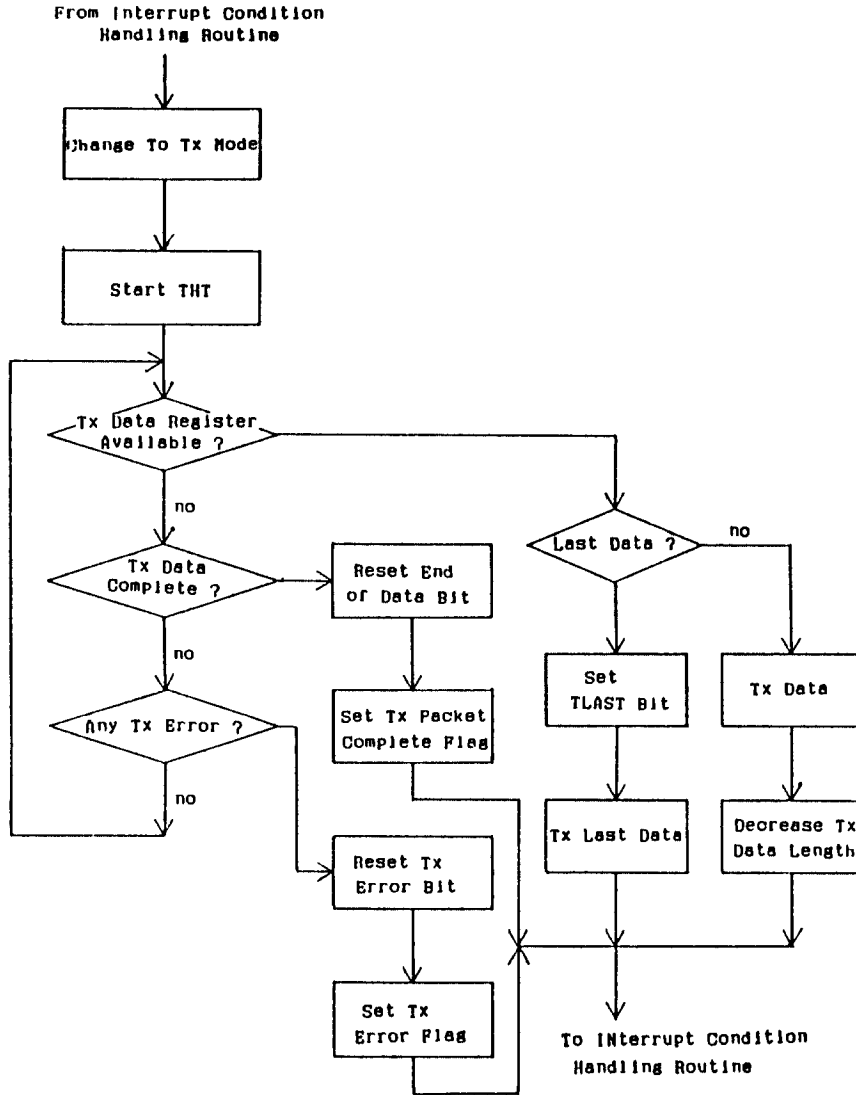 From Interrupt Condition
Handling Routine
Change To Tx Mode
Start THT
Tx Data Register
Available ?
no
Last Data ?
no
Tx Data
Complete ?
Reset End
of Data Bit
no
Set
TLAST Bit
Tx Data
Any Tx Error ?
Set Tx Packet
Complete Flag
no
Tx Last Data
Decrease Tx
Data Length
Reset Tx
Error Bit
Set Tx
Error Flag
To INterrupt Condition
Handling Routine